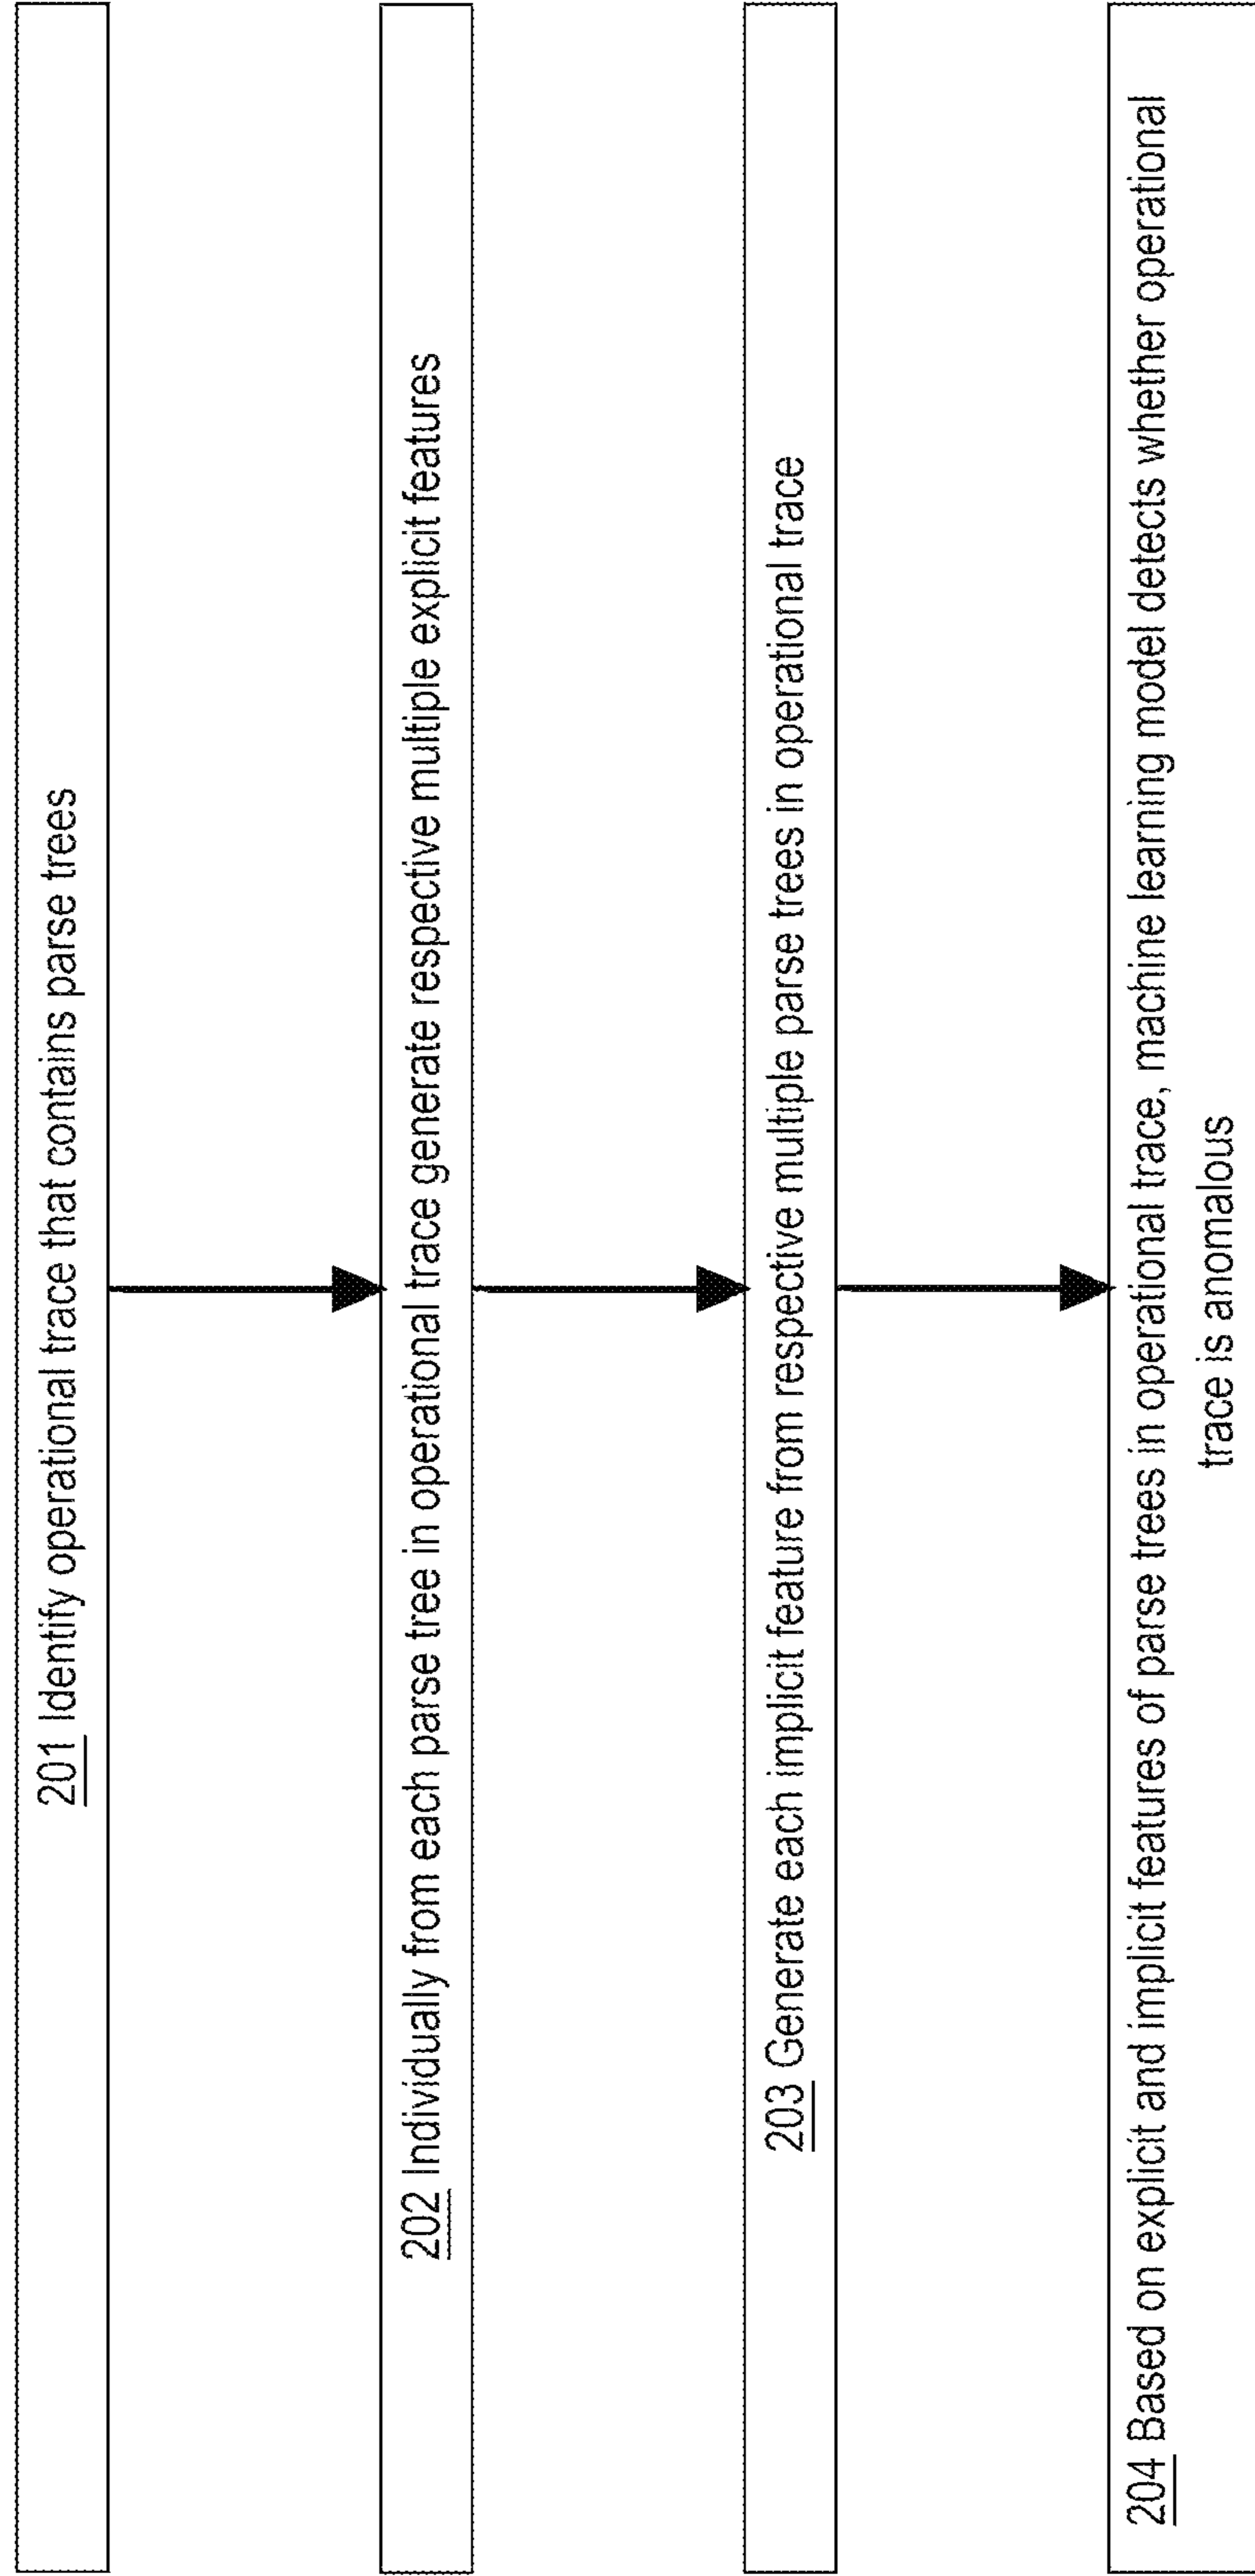 201 Identify operational trace that contains parse trees
202 Individually from each parse tree in operational trace generate respective multiple explicit features
203 Generate each implicit feature from respective multiple parse trees in operational trace
204 Based on explicit and implicit features of parse trees in operational trace, machine learning model detects whether operational
trace is anomalous